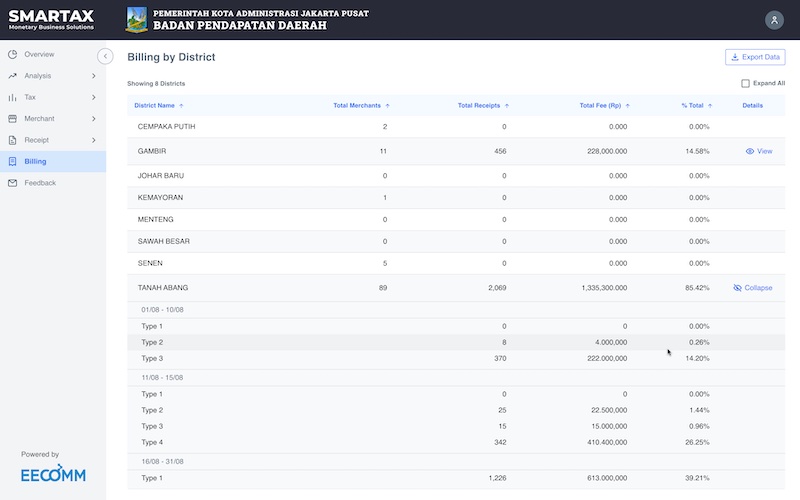 SMARTAX
Monetary Business Solutions
PEMERINTAH KOTA ADMINISTRASI JAKARTA PUSAT
BADAN PENDAPATAN DAERAH
Overview
Analysis
Tax
Merchant
Receipt
Billing
Feedback
Powered by
EECOMM
Billing by District
Export Data
Showing 8 Districts
Expand All
District Name Total Merchants Total Receipts Total Fee (Rp) % Total Details
CEMPAKA PUTIH 2 0 0.000 0.00%
GAMBIR 11 456 228,000.000 14.58% View
JOHAR BARU 0 0 0.000 0.00%
KEMAYORAN 1 0 0.000 0.00%
MENTENG 0 0 0.000 0.00%
SAWAH BESAR 0 0 0.000 0.00%
SENEN 5 0 0.000 0.00%
TANAH ABANG 89 2,069 1,335,300.000 85.42% Collapse
01/08 - 10/08
Type 1 0 0 0.00%
Type 2 8 4.000,000 0.26%
Type 3 370 222.000,000 14.20%
11/08 - 15/08
Type 1 0 0 0.00%
Type 2 25 22.500,000 1.44%
Type 3 15 15.000,000 0.96%
Type 4 342 410.400,000 26.25%
16/08 - 31/08
Type 1 1,226 613.000,000 39.21%